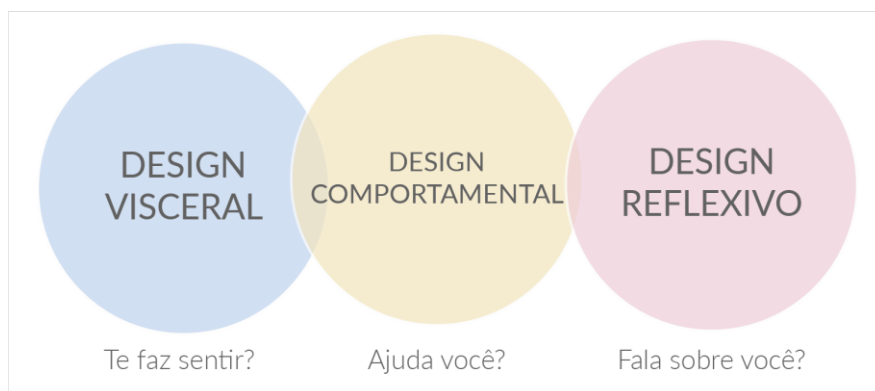 DESIGN
VISCERAL
DESIGN
COMPORTAMENTAL
DESIGN
REFLEXIVO
Te faz sentir?
Ajuda você?
Fala sobre você?